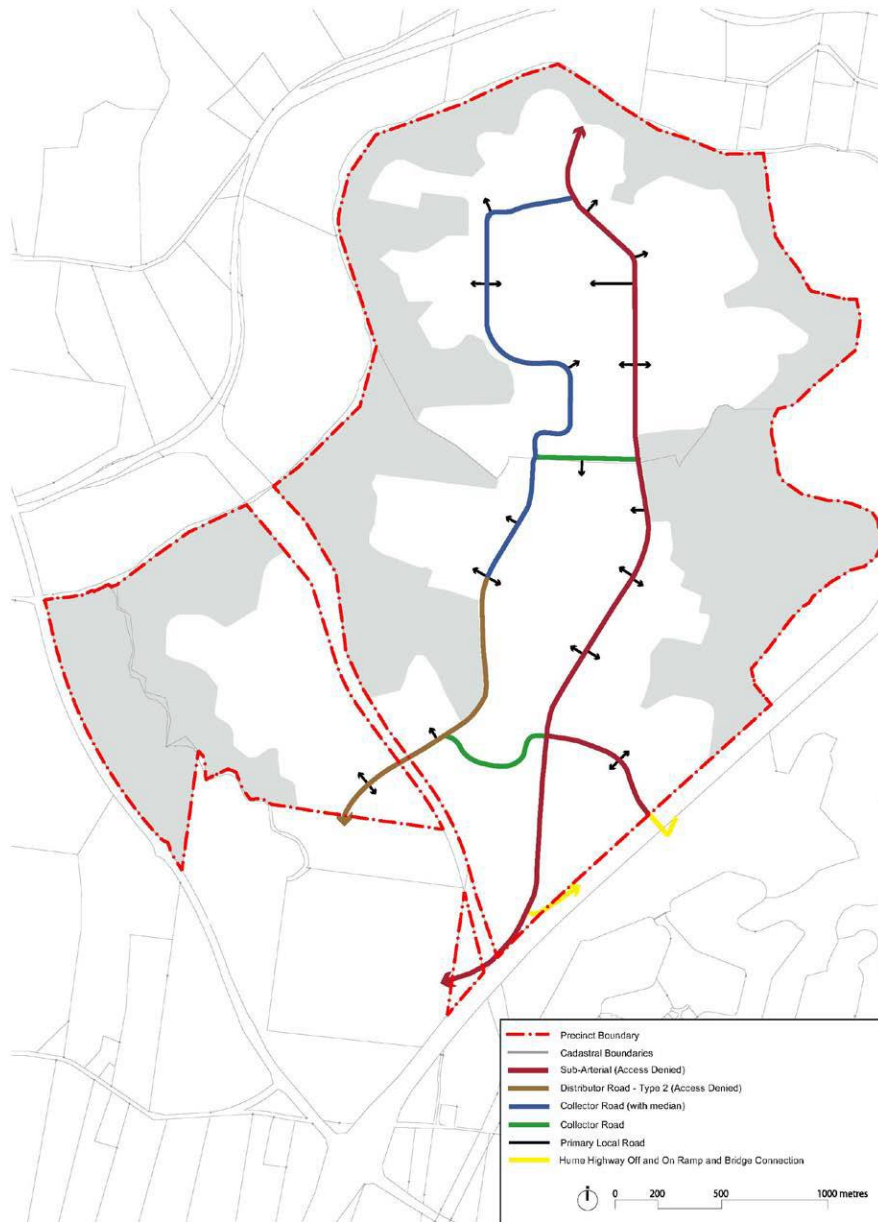 Precinct Boundary
Cadastral Boundaries
Sub-Arterial (Access Denied)
Distributor Road - Type 2 (Access Denied)
Collector Road (with median)
Collector Road
Primary Local Road
Hume Highway Off and On Ramp and Bridge Connection
0 200 500 1000 metres